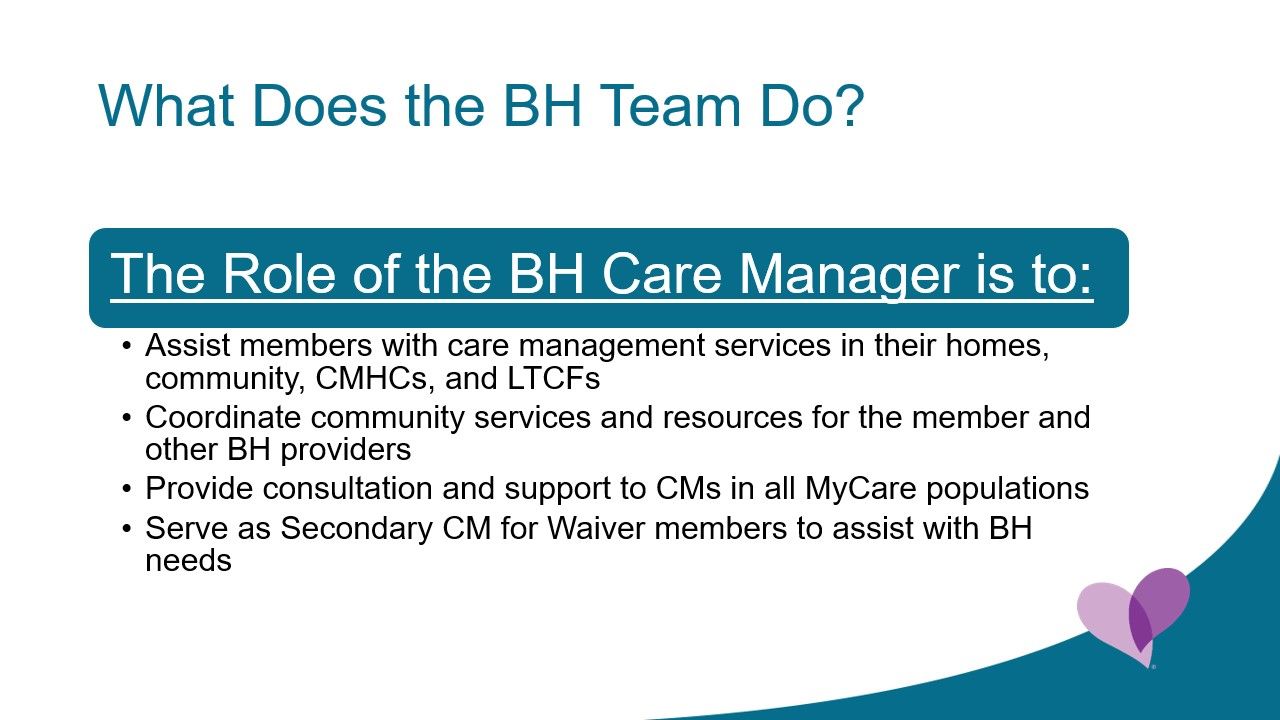 What Does the BH Team Do?
The Role of the BH Care Manager is to:
• Assist members with care management services in their homes,
community, CMHCs, and LTCFs
• Coordinate community services and resources for the member and
other BH providers
• Provide consultation and support to CMs in all MyCare populations
• Serve as Secondary CM for Waiver members to assist with BH
needs
®